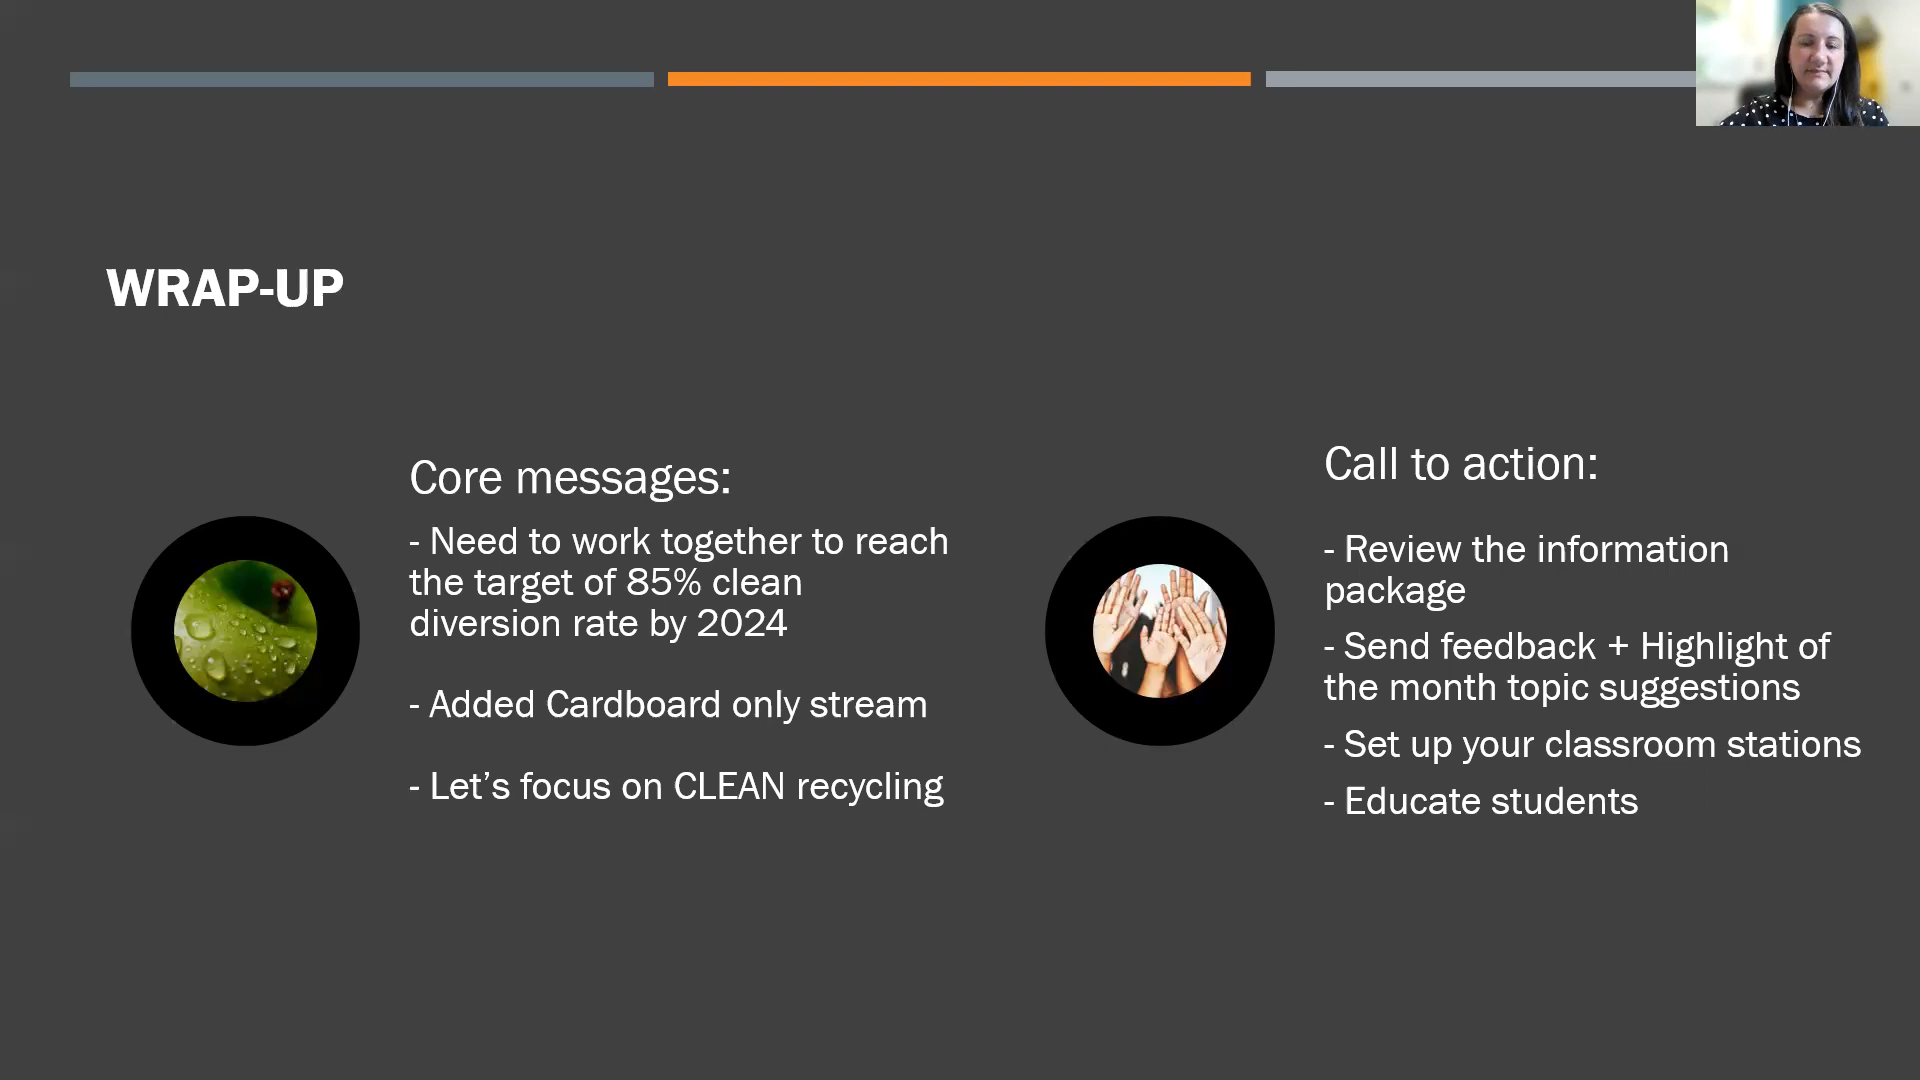 WRAP-UP
Core messages:
- Need to work together to reach
the target of 85% clean
diversion rate by 2024
- Added Cardboard only stream
- Let’s focus on CLEAN recycling
Call to action:
- Review the information
package
- Send feedback + Highlight of
the month topic suggestions
- Set up your classroom stations
- Educate students